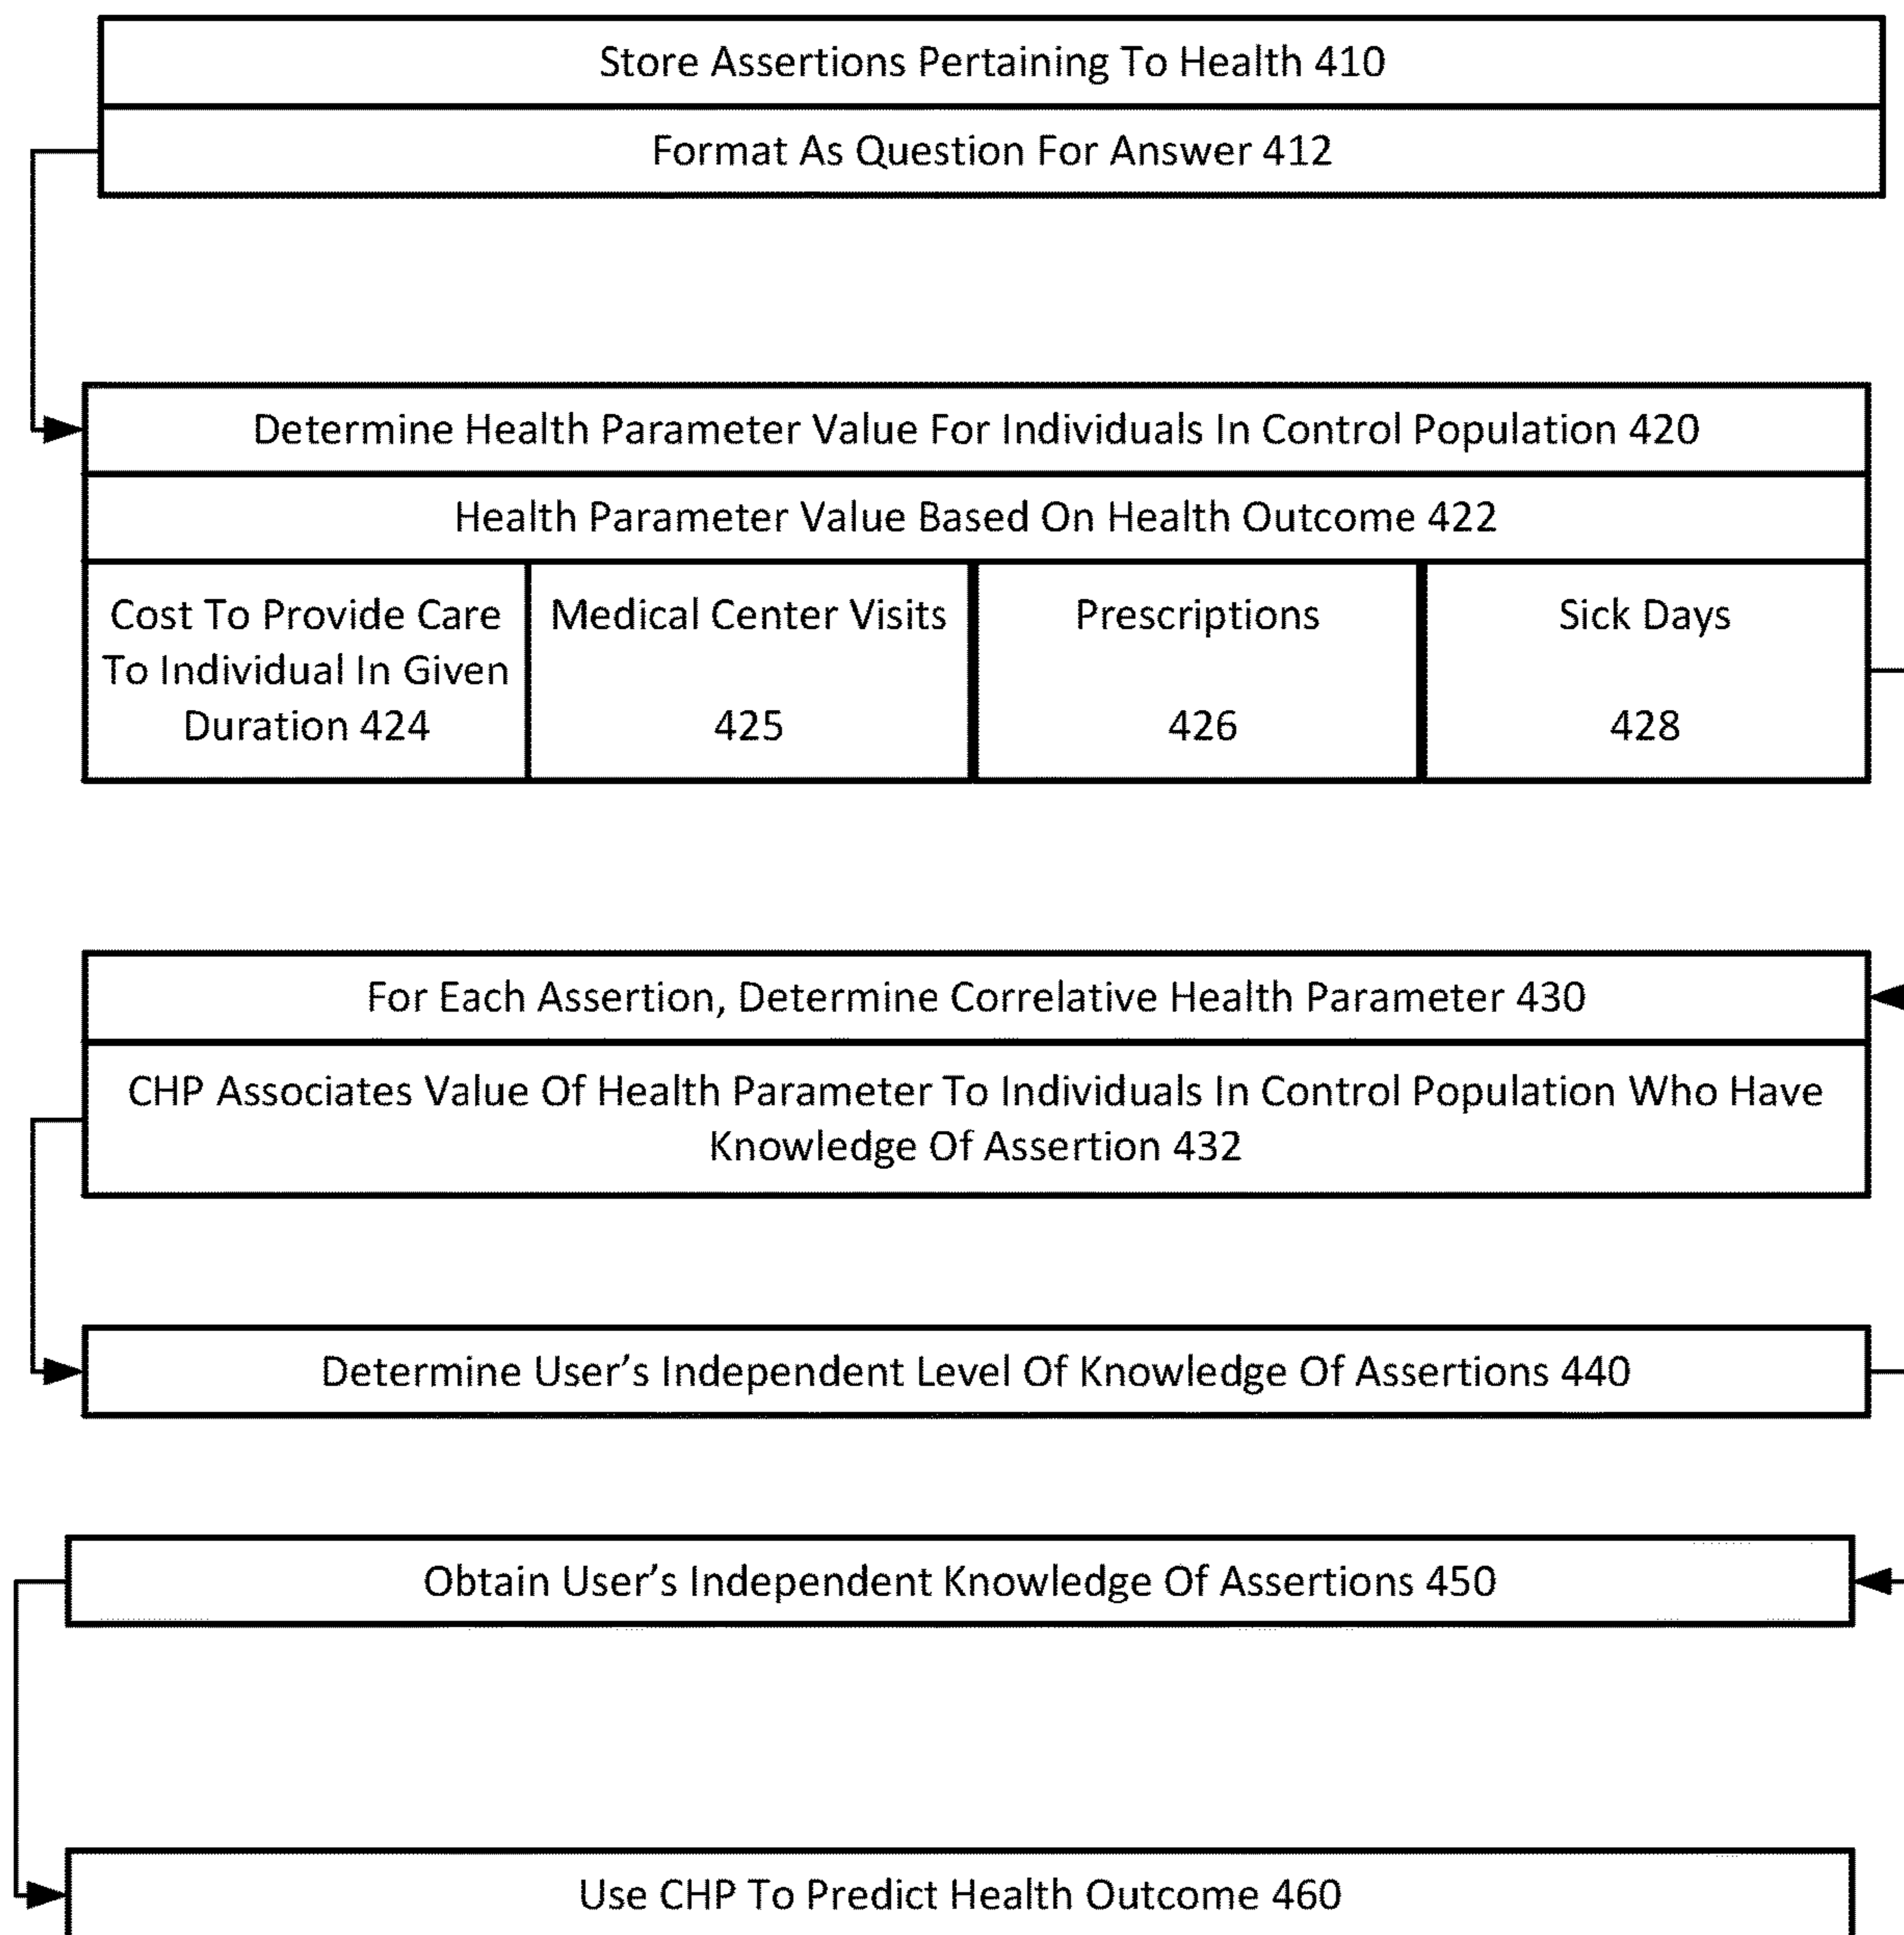 Store Assertions Pertaining To Health 410
Format As Question For Answer 412
Determine Health Parameter Value For Individuals In Control Population 420
Health Parameter Value Based On Health Outcome 422
Cost To Provide Care
To Individual In Given
Duration 424
Medical Center Visits
425
Prescriptions
426
Sick Days
428
For Each Assertion, Determine Correlative Health Parameter 430
CHP Associates Value Of Health Parameter To Individuals In Control Population Who Have
Knowledge Of Assertion 432
Determine User’s Independent Level Of Knowledge Of Assertions 440
Obtain User’s Independent Knowledge Of Assertions 450
Use CHP To Predict Health Outcome 460